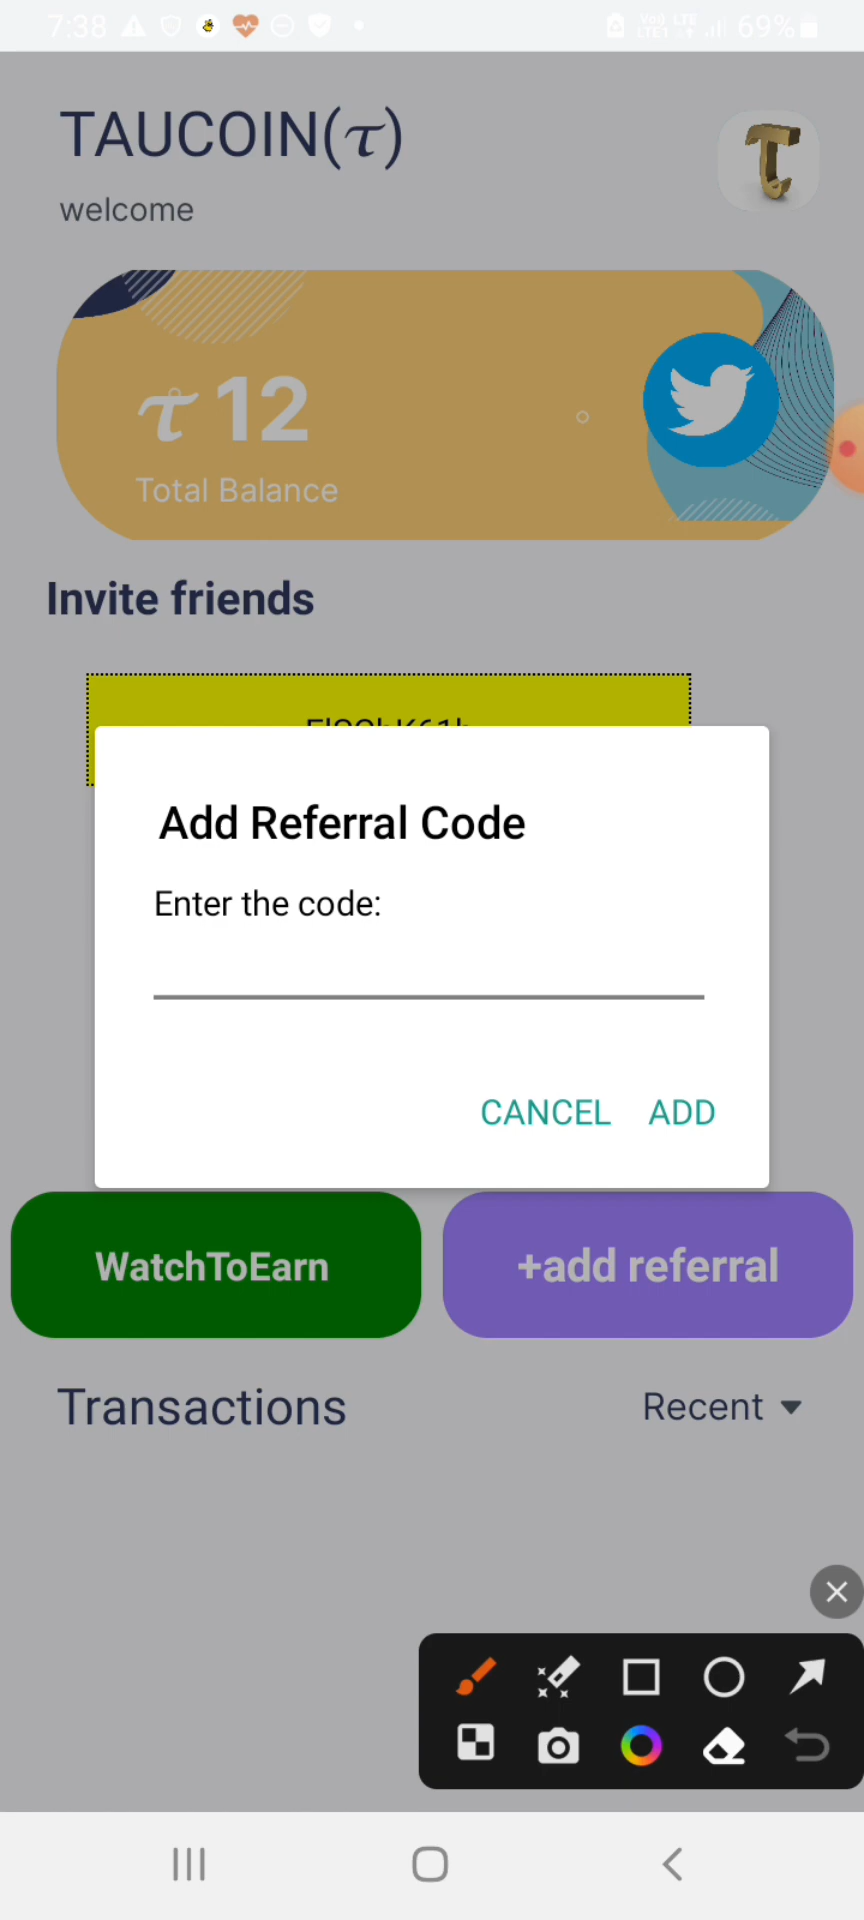 7:38 69%
TAUCOIN(τ)
welcome
τ 12
Total Balance
Invite friends
Add Referral Code
Enter the code:
CANCEL ADD
WatchToEarn
+add referral
Transactions
Recent